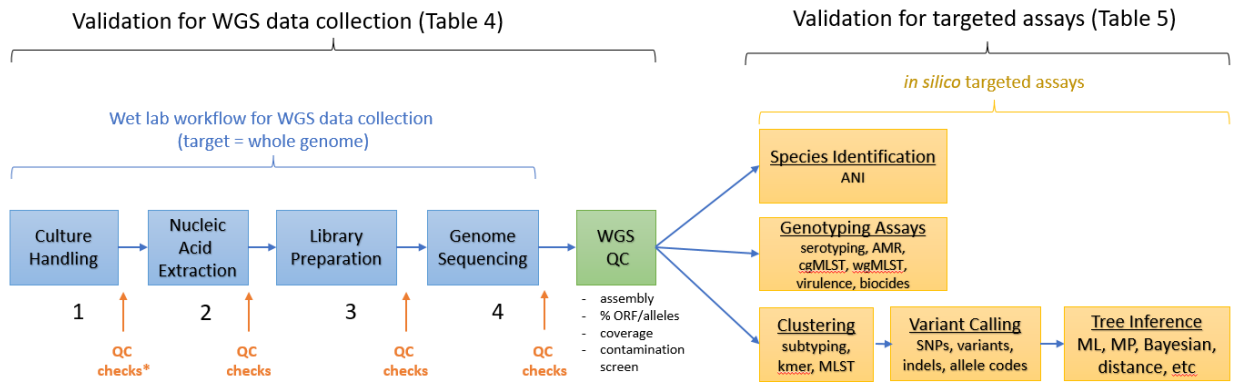 Validation for WGS data collection (Table 4)
Validation for targeted assays (Table 5)
in silico targeted assays
Wet lab workflow for WGS data collection
(target = whole genome)
Culture
Handling
Nucleic
Acid
Extraction
Library
Preparation
Genome
Sequencing
WGS
QC
1
2
3
4
QC
checks*
QC
checks
QC
checks
QC
checks
- assembly
- % ORF/alleles
- coverage
- contamination
screen
Species Identification
ANI
Genotyping Assays
serotyping, AMR,
cgMLST, wgMLST,
virulence, biocides
Clustering
subtyping,
kmer, MLST
Variant Calling
SNPs, variants,
indels, allele codes
Tree Inference
ML, MP, Bayesian,
distance, etc